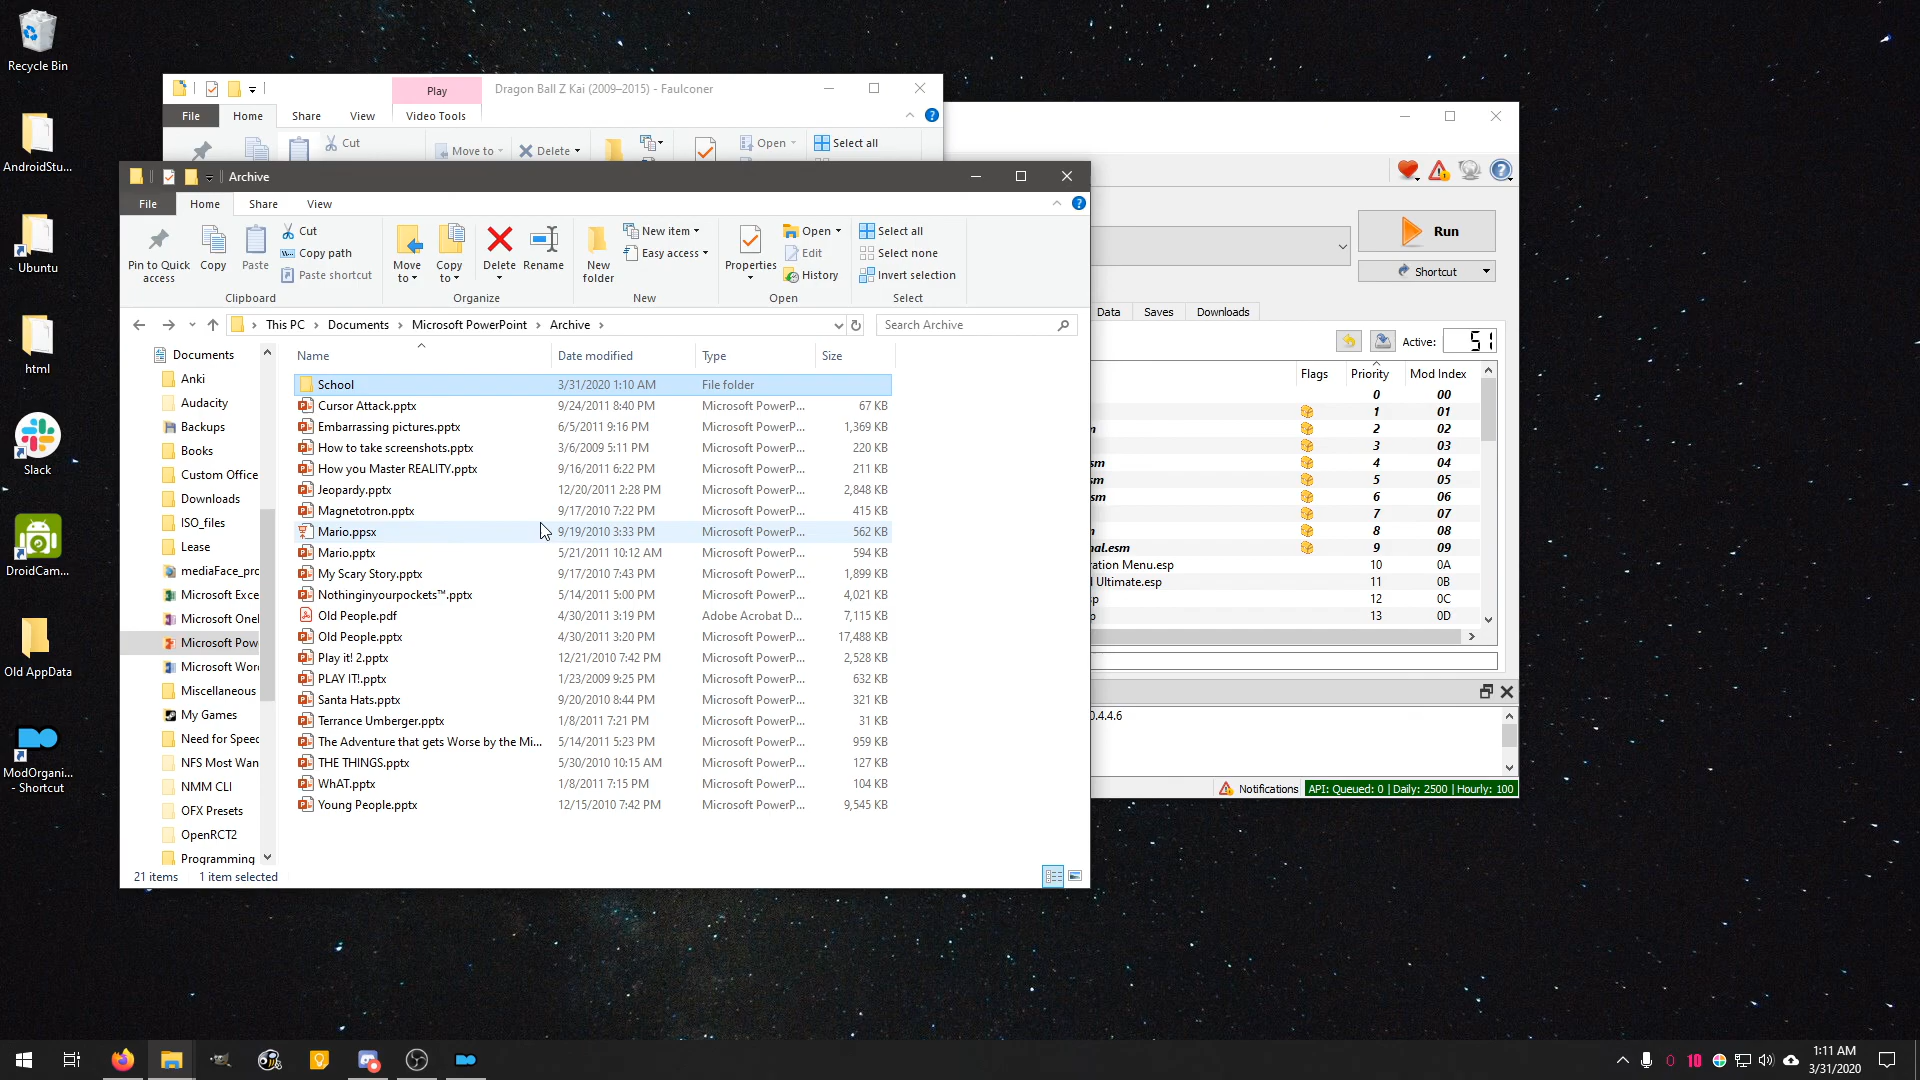 Recycle Bin
AndroidStu...
Ubuntu
html
Slack
DroidCam...
Old AppData
ModOrgani...
- Shortcut
Play
Dragon Ball Z Kai (2009–2015) - Faulconer
File
Home
Share
View
Video Tools
Cut
Move to
Delete
Open
Select all
Archive
File
Home
Share
View
Pin to Quick
access
Copy
Paste
Cut
Copy path
Paste shortcut
Clipboard
Move
to
Copy
to
Delete
Rename
Organize
New
folder
New item
Easy access
New
Properties
Open
Edit
History
Open
Select all
Select none
Invert selection
Select
This PC
Documents
Microsoft PowerPoint
Archive
Search Archive
Documents
Anki
Audacity
Backups
Books
Custom Office
Downloads
ISO_files
Lease
mediaFace_pro
Microsoft Exce
Microsoft One
Microsoft Pow
Microsoft Wor
Miscellaneous
My Games
Need for Speed
NFS Most Wan
NMM CLI
OFX Presets
OpenRCT2
Programming
Name Date modified Type Size
School 3/31/2020 1:10 AM File folder
Cursor Attack.pptx 9/24/2011 8:40 PM Microsoft PowerP... 67 KB
Embarrassing pictures.pptx 6/5/2011 9:16 PM Microsoft PowerP... 1,369 KB
How to take screenshots.pptx 3/6/2009 5:11 PM Microsoft PowerP... 220 KB
How you Master REALITY.pptx 9/16/2011 6:22 PM Microsoft PowerP... 211 KB
Jeopardy.pptx 12/20/2011 2:28 PM Microsoft PowerP... 2,848 KB
Magnetotron.pptx 9/17/2010 7:22 PM Microsoft PowerP... 415 KB
Mario.ppsx 9/19/2010 3:33 PM Microsoft PowerP... 562 KB
Mario.pptx 5/21/2011 10:12 AM Microsoft PowerP... 594 KB
My Scary Story.pptx 9/17/2010 7:43 PM Microsoft PowerP... 1,899 KB
Nothinginyourpockets™.pptx 5/14/2011 5:00 PM Microsoft PowerP... 4,021 KB
Old People.pdf 4/30/2011 3:19 PM Adobe Acrobat D... 7,115 KB
Old People.pptx 4/30/2011 3:20 PM Microsoft PowerP... 17,488 KB
Play it! 2.pptx 12/21/2010 7:42 PM Microsoft PowerP... 2,528 KB
PLAY IT!.pptx 1/23/2009 9:25 PM Microsoft PowerP... 632 KB
Santa Hats.pptx 9/20/2010 8:44 PM Microsoft PowerP... 321 KB
Terrance Umberger.pptx 1/8/2011 7:21 PM Microsoft PowerP... 31 KB
The Adventure that gets Worse by the Mi... 5/14/2011 5:23 PM Microsoft PowerP... 959 KB
THE THINGS.pptx 5/30/2010 10:15 AM Microsoft PowerP... 127 KB
WhAT.pptx 1/8/2011 7:15 PM Microsoft PowerP... 104 KB
Young People.pptx 12/15/2010 7:42 PM Microsoft PowerP... 9,545 KB
21 items 1 item selected
Run
Shortcut
Data Saves Downloads
Active: 51
Flags Priority Mod Index
0 00
1 01
2 02
3 03
sm 4 04
sm 5 05
sm 6 06
7 07
8 08
nal.esm 9 09
ration Menu.esp 10 0A
l Ultimate.esp 11 0B
sp 12 0C
13 0D
0.4.4.6
Notifications API: Queued: 0 | Daily: 2500 | Hourly: 100
10
1:11 AM
3/31/2020